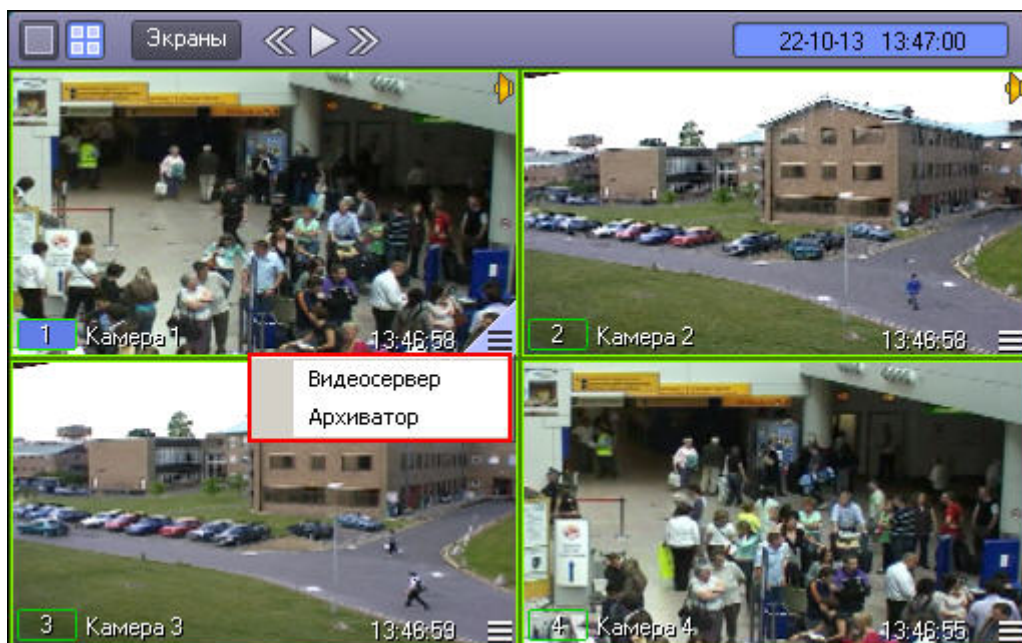 Экраны
22-10-13 13:47:00
1 Камера 1 13:46:58
2 Камера 2 13:46:58
Видеосервер
Архиватор
3 Камера 3 13:46:59
4 Камера 4 13:46:55